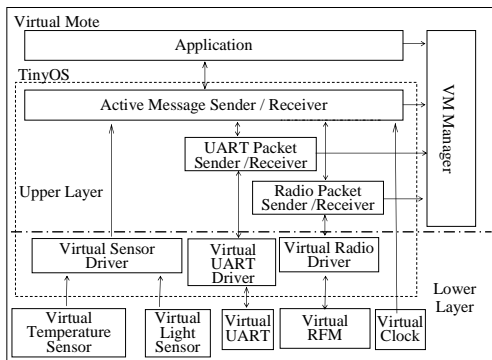 Virtual Mote
Application
TinyOS
Active Message Sender / Receiver
UART Packet
Sender /Receiver
VM Manager
Upper Layer
Radio Packet
Sender /Receiver
Virtual Sensor
Driver
Virtual
UART
Driver
Virtual Radio
Driver
Lower
Layer
Virtual
Temperature
Sensor
Virtual
Light
Sensor
Virtual
UART
Virtual
RFM
Virtual
Clock